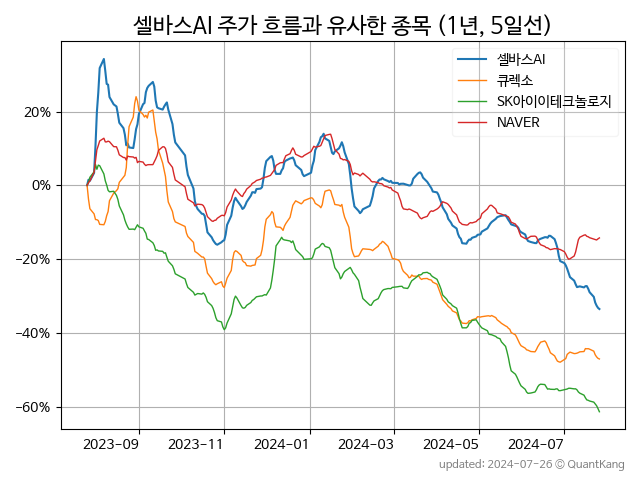 셀바스AI 주가 흐름과 유사한 종목 (1년, 5일선)
셀바스AI
큐렉소
SK아이이테크놀로지
NAVER
20%
0%
−20%
−40%
−60%
2023−09
2023−11
2024−01
2024−03
2024−05
2024−07
updated: 2024−07−26 © QuantKang